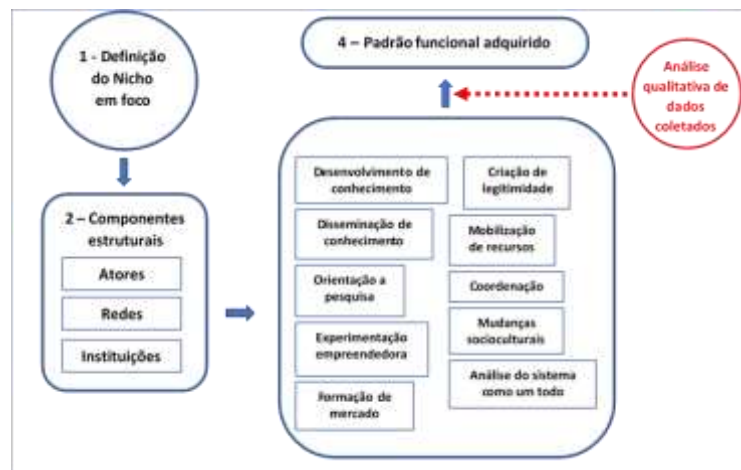 1 - Definição
do Nicho
em foco
2 – Componentes
estruturais
Atores
Redes
Instituições
Desenvolvimento de
conhecimento
Disseminação de
conhecimento
Orientação a
pesquisa
Experimentação
empreendedora
Formação de
mercado
Criação de
legitimidade
Mobilização
de recursos
Coordenação
Mudanças
socioculturais
Análise do sistema
como um todo
4 – Padrão funcional adquirido
Análise
qualitativa de
dados
coletados